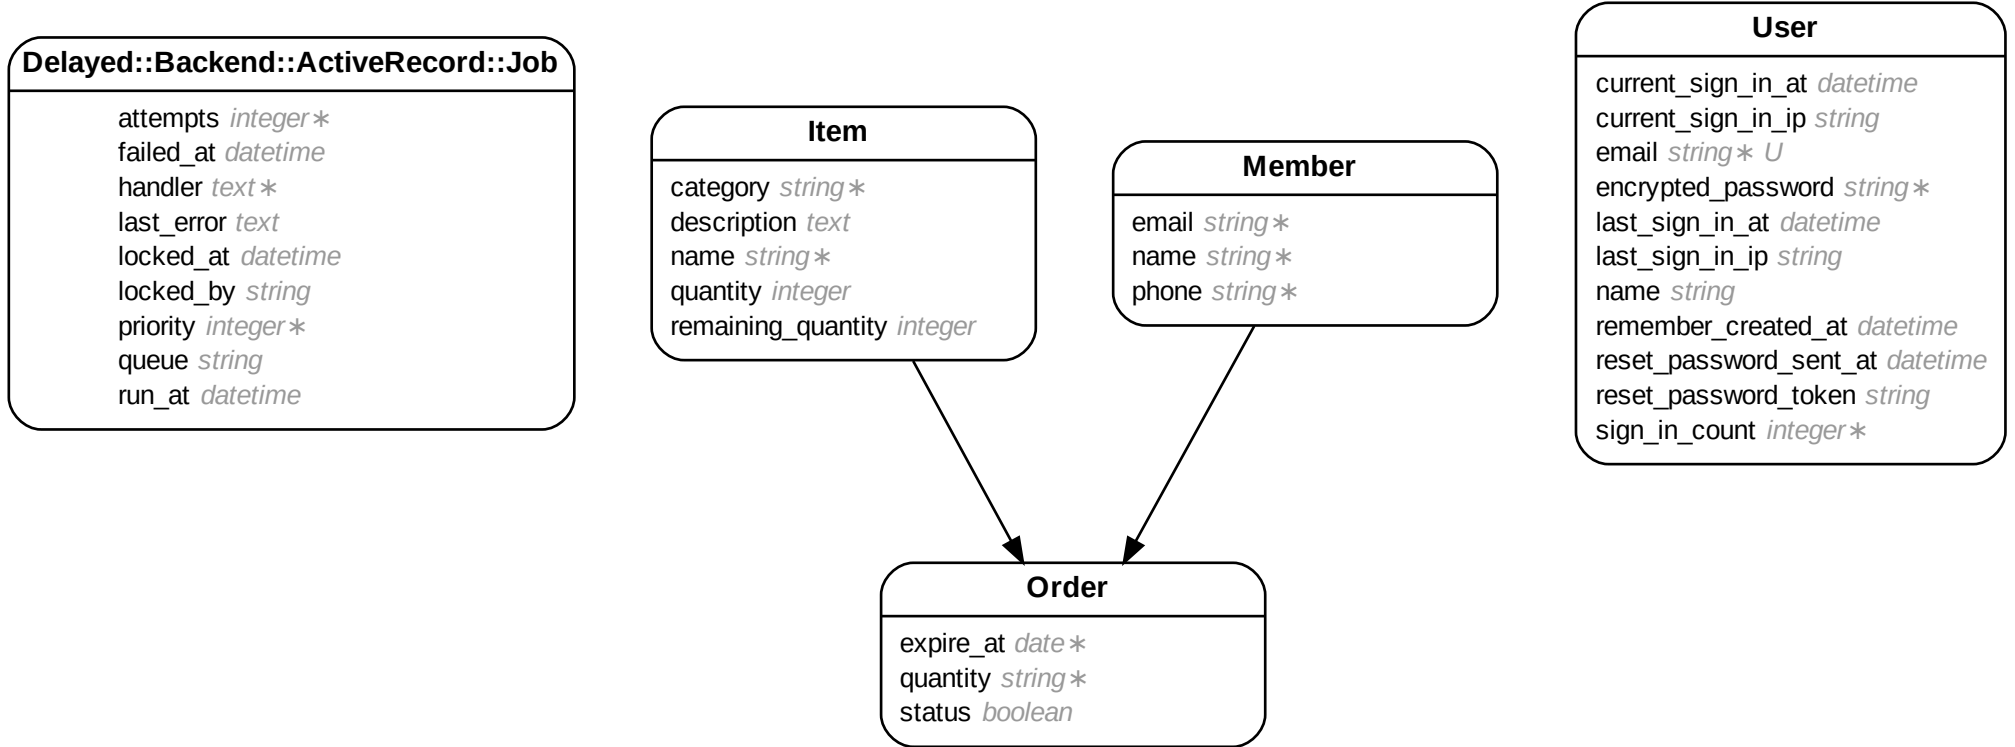 Delayed::Backend::ActiveRecord::Job
attempts integer∗
failed_at datetime
handler text∗
last_error text
locked_at datetime
locked_by string
priority integer∗
queue string
run_at datetime
Item
category string∗
description text
name string∗
quantity integer
remaining_quantity integer
Member
email string∗
name string∗
phone string∗
User
current_sign_in_at datetime
current_sign_in_ip string
email string∗ U
encrypted_password string∗
last_sign_in_at datetime
last_sign_in_ip string
name string
remember_created_at datetime
reset_password_sent_at datetime
reset_password_token string
sign_in_count integer∗
Order
expire_at date∗
quantity string∗
status boolean